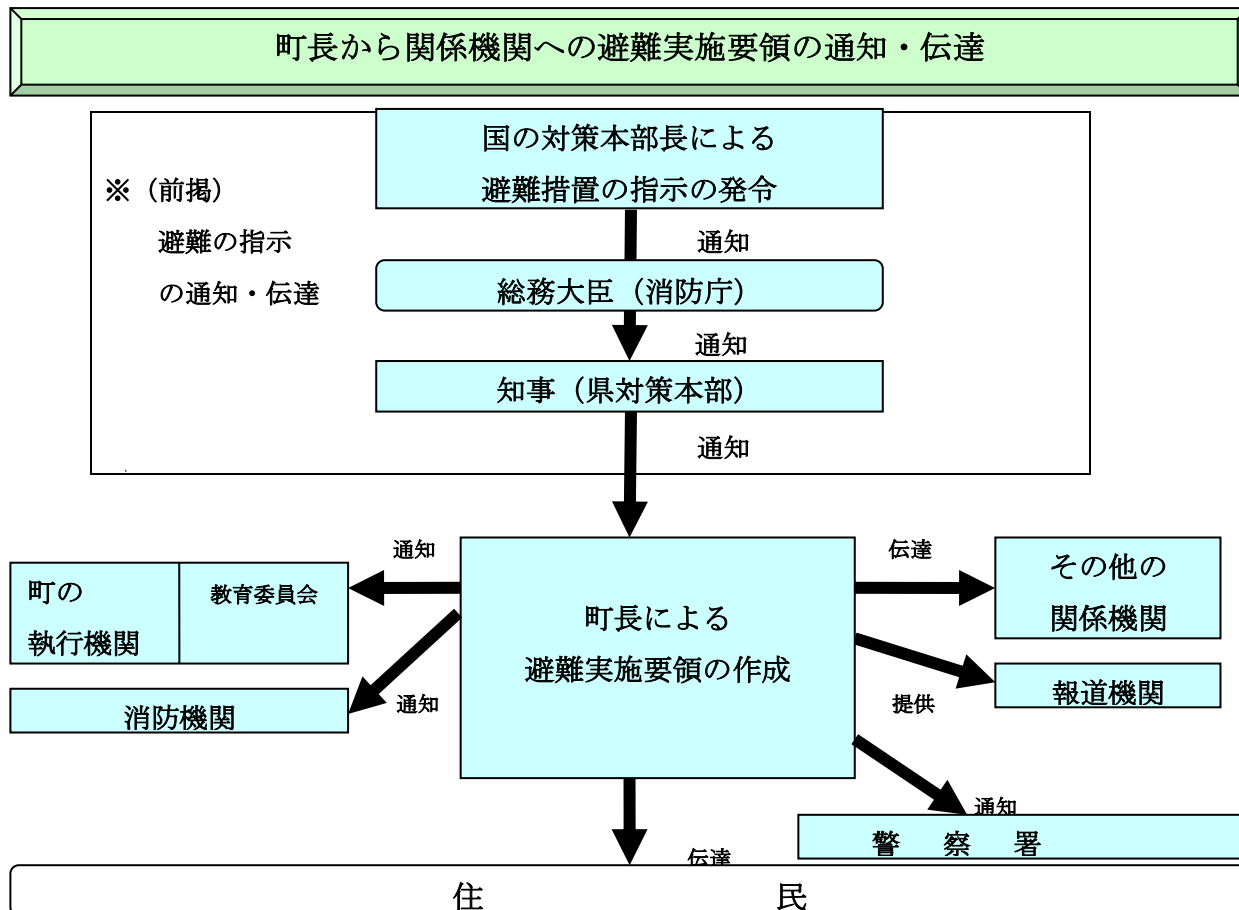 町長から関係機関への避難実施要領の通知・伝達
国の対策本部長による
避難措置の指示の発令
※（前掲）
避難の指示
の通知・伝達
通知
総務大臣（消防庁）
通知
知事（県対策本部）
通知
通知
伝達
町の
執行機関
教育委員会
その他の
関係機関
町長による
避難実施要領の作成
消防機関
通知
提供
報道機関
通知
警　察　署
伝達
住　民